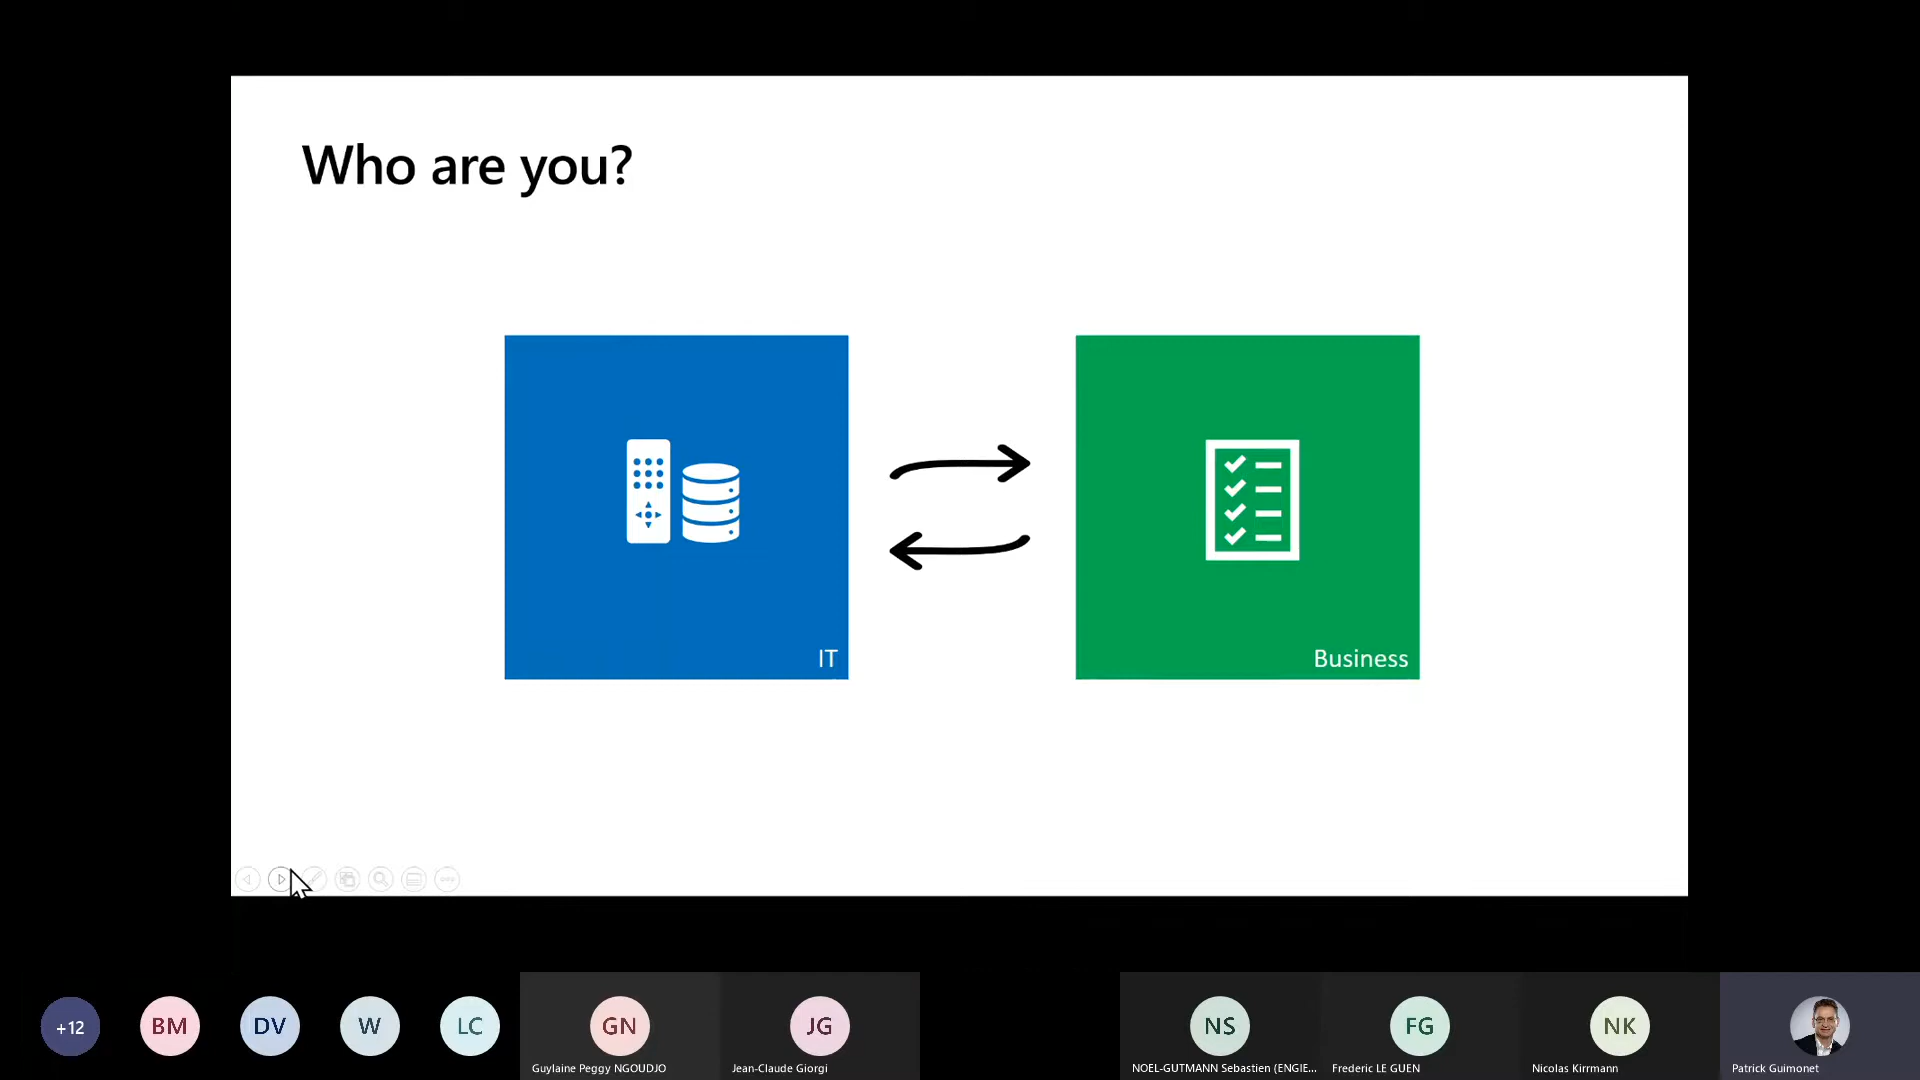 Who are you?
IT
Business
+12
BM
DV
W
LC
GN
JG
NS
FG
NK
Guylaine Peggy NGOUDJO
Jean-Claude Giorgi
NOEL-GUTMANN Sebastien (ENGIE...
Frederic LE GUEN
Nicolas Kirrmann
Patrick Guimonet